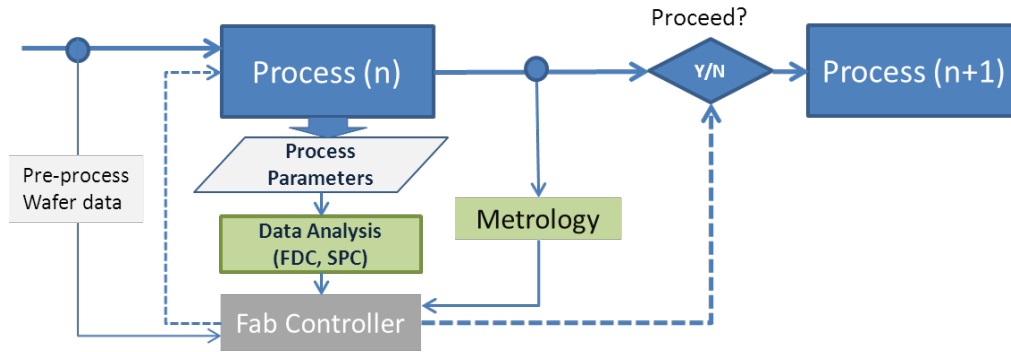 Proceed?
Process (n)
Y/N
Process (n+1)
Process
Parameters
Pre-process
Wafer data
Metrology
Data Analysis
(FDC, SPC)
Fab Controller